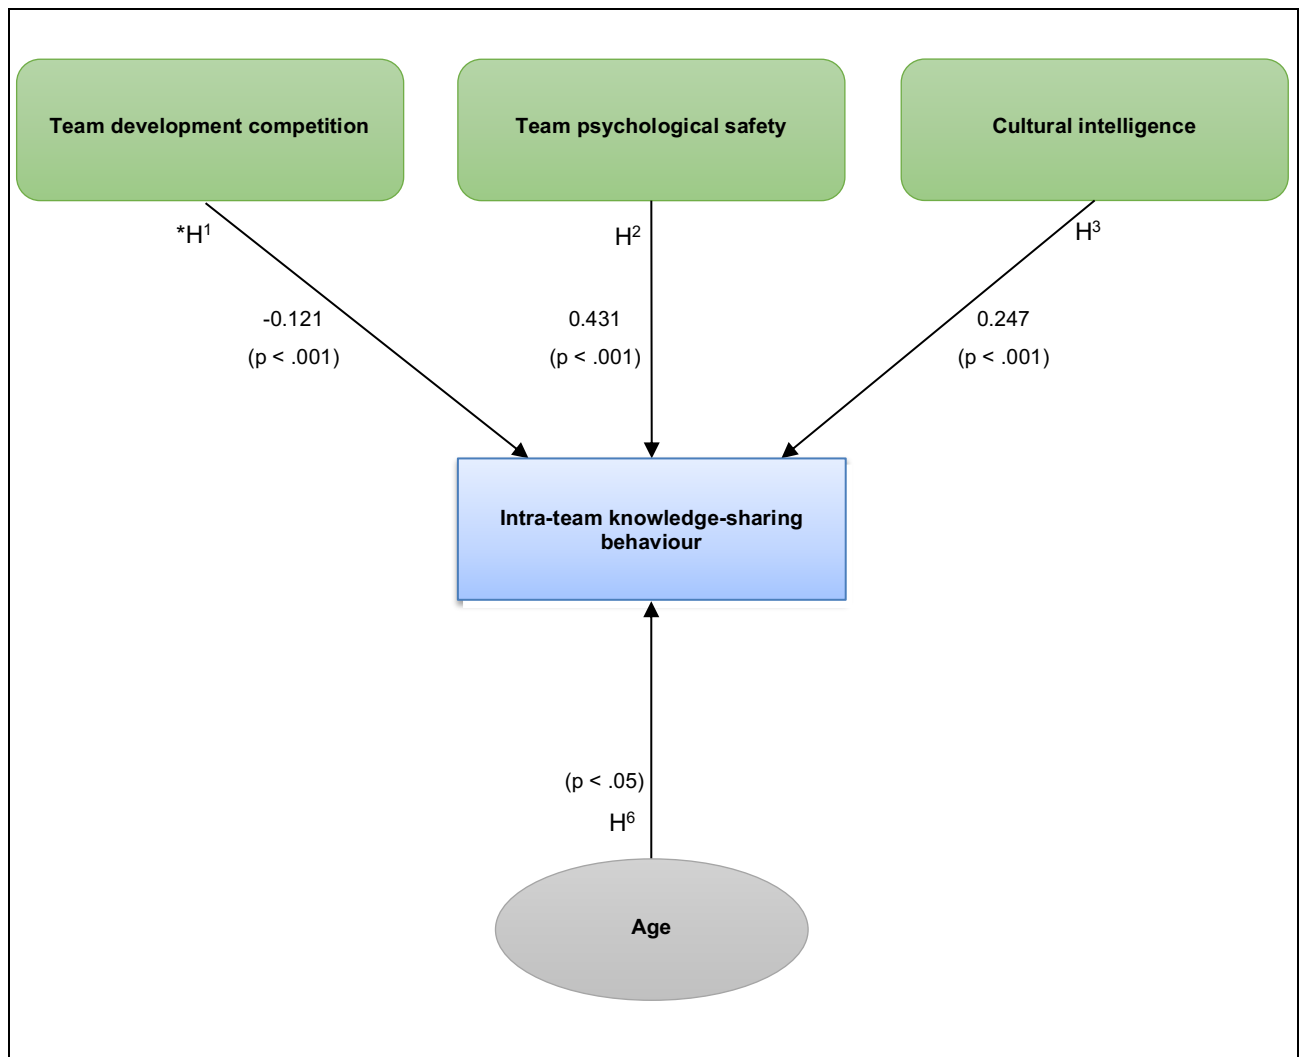 Team development competition
Team psychological safety
Cultural intelligence
*H¹
H²
H³
-0.121
(p < .001)
0.431
(p < .001)
0.247
(p < .001)
Intra-team knowledge-sharing
behaviour
(p < .05)
H⁶
Age